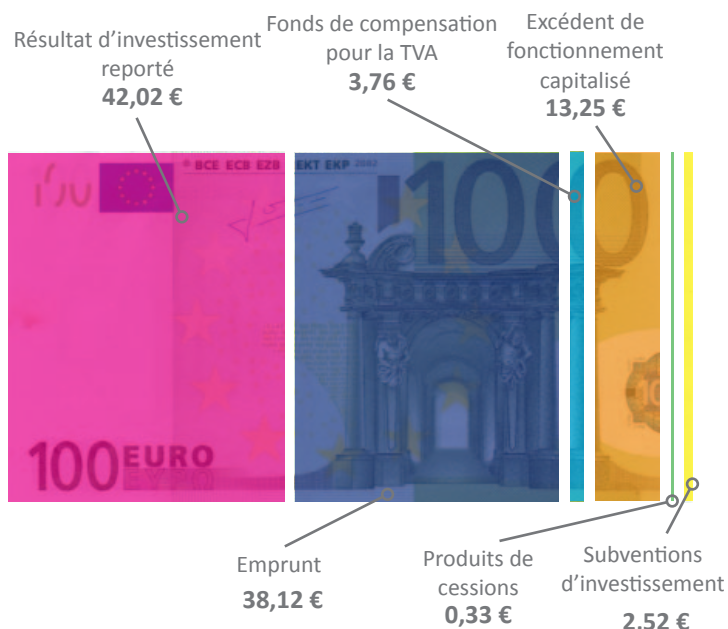 Résultat d’investissement
reporté
42,02 €
Fonds de compensation
pour la TVA
3,76 €
Excédent de
fonctionnement
capitalisé
13,25 €
BCE ECB EZB EKT EKP 2002
100
100 EURO
Emprunt
38,12 €
Produits de
cessions
0,33 €
Subventions
d’investissement
2,52 €